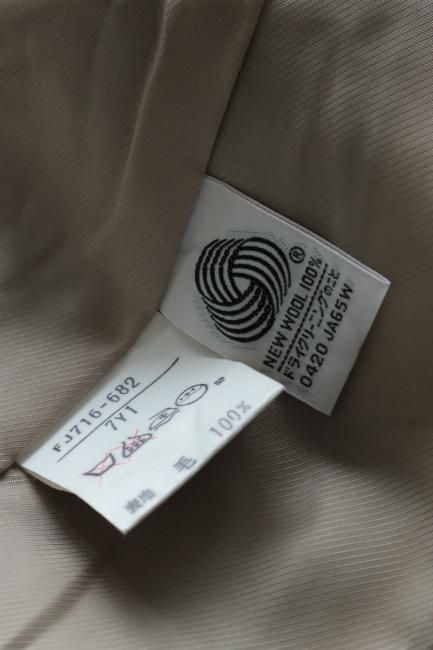 ®
NEW WOOL 100%
ドライクリーニングのこと
0420 JA65W
FJ716-682
7Y1
表地 毛 100%